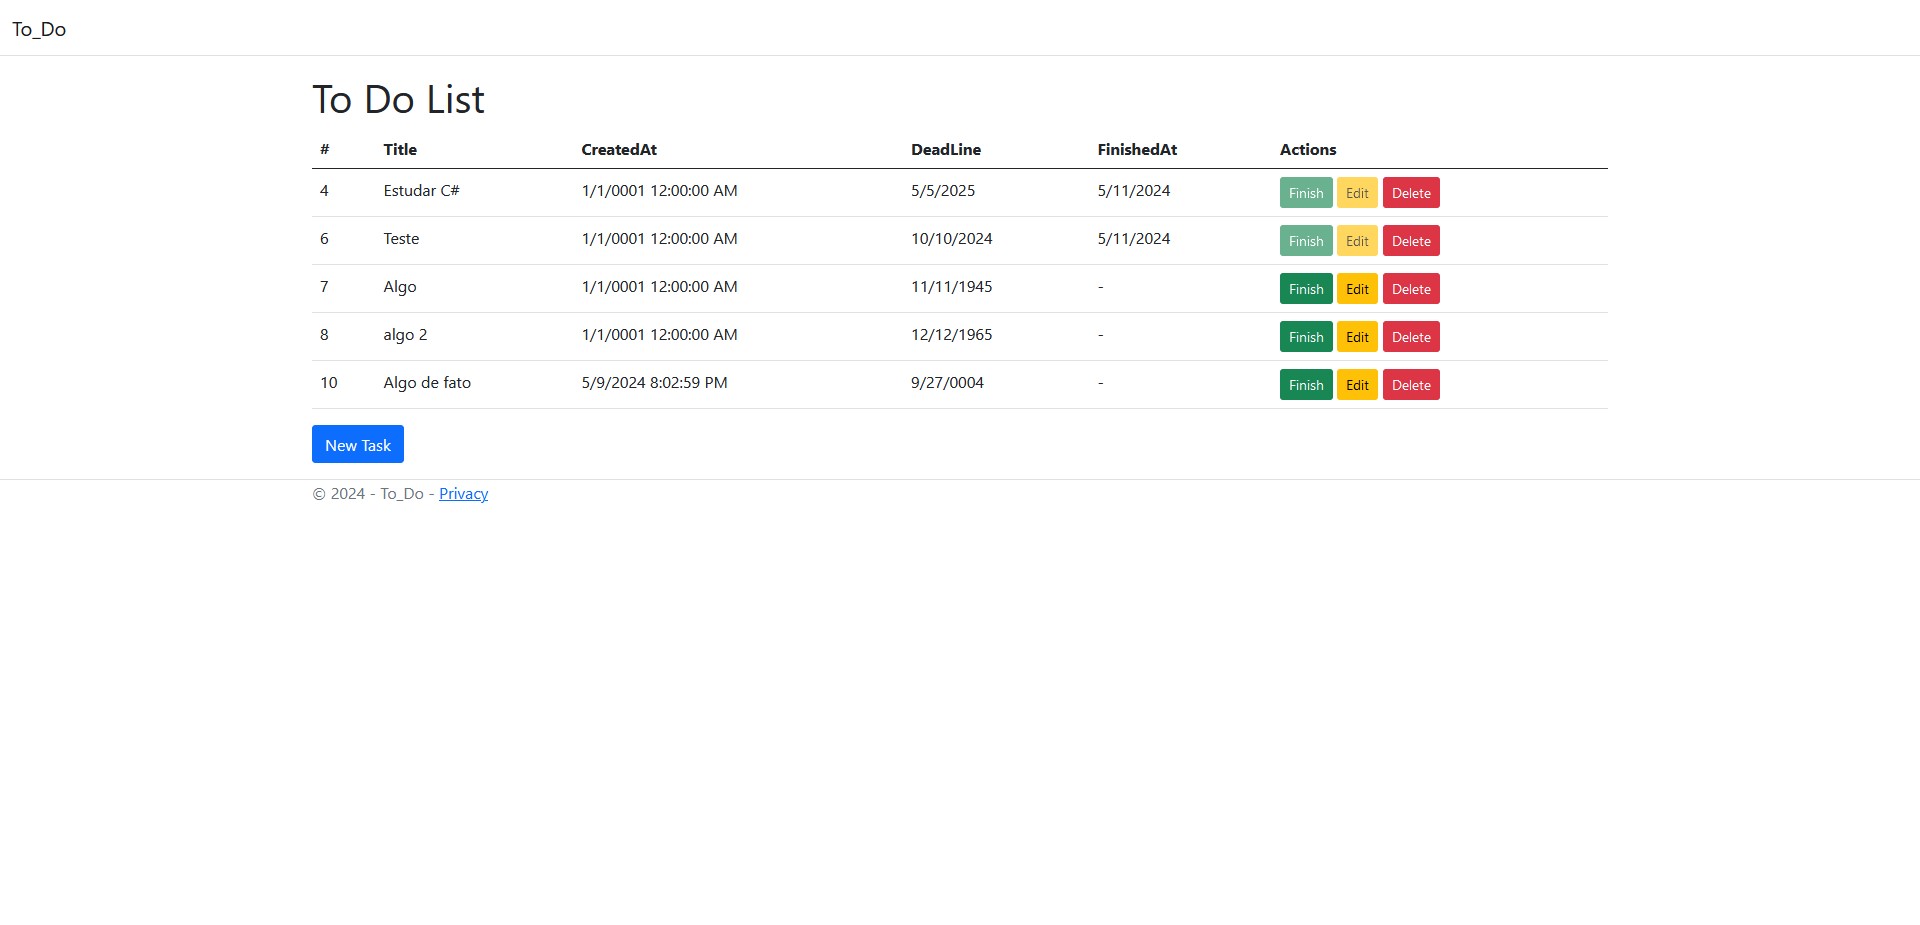 To_Do
To Do List
# Title CreatedAt DeadLine FinishedAt Actions
4 Estudar C# 1/1/0001 12:00:00 AM 5/5/2025 5/11/2024 Finish Edit Delete
6 Teste 1/1/0001 12:00:00 AM 10/10/2024 5/11/2024 Finish Edit Delete
7 Algo 1/1/0001 12:00:00 AM 11/11/1945 - Finish Edit Delete
8 algo 2 1/1/0001 12:00:00 AM 12/12/1965 - Finish Edit Delete
10 Algo de fato 5/9/2024 8:02:59 PM 9/27/0004 - Finish Edit Delete
New Task
© 2024 - To_Do - Privacy